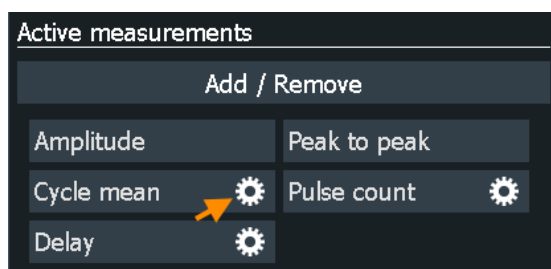 Active measurements
Add / Remove
Amplitude
Peak to peak
Cycle mean
Pulse count
Delay